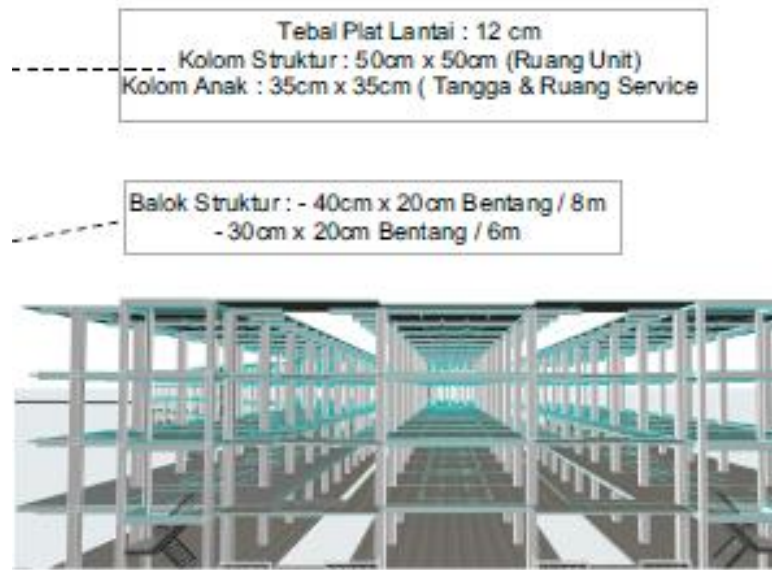 Tebal Plat Lantai : 12 cm
Kolom Struktur : 50cm x 50cm (Ruang Unit)
Kolom Anak : 35cm x 35cm ( Tangga & Ruang Service
Balok Struktur : - 40cm x 20cm Bentang / 8m
- 30cm x 20cm Bentang / 6m